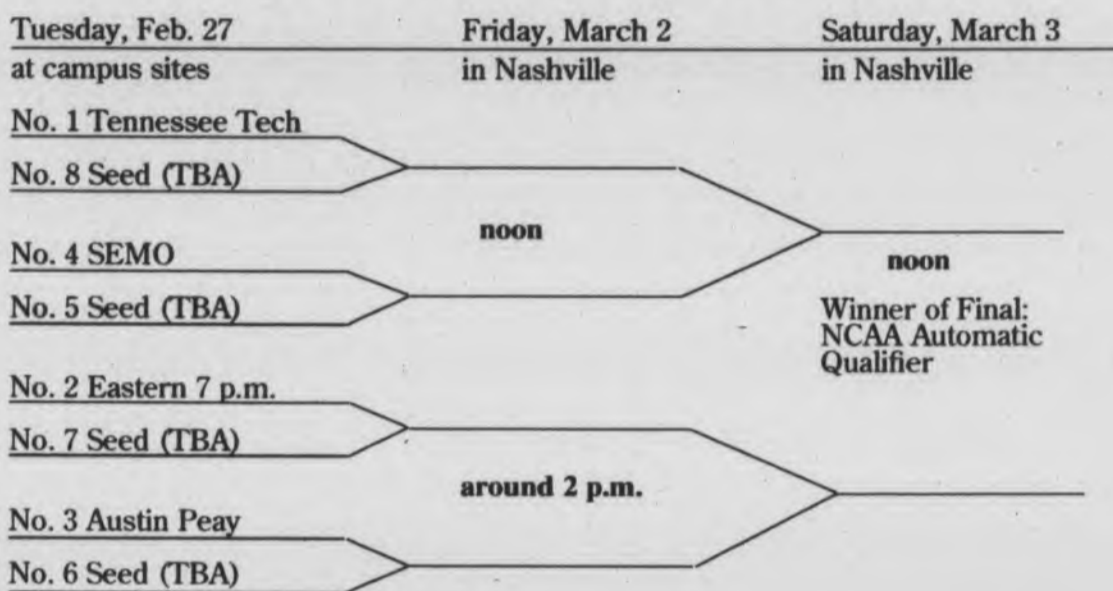 Tuesday, Feb. 27
at campus sites
Friday, March 2
in Nashville
Saturday, March 3
in Nashville
No. 1 Tennessee Tech
No. 8 Seed (TBA)
noon
No. 4 SEMO
No. 5 Seed (TBA)
noon
Winner of Final:
NCAA Automatic
Qualifier
No. 2 Eastern 7 p.m.
No. 7 Seed (TBA)
around 2 p.m.
No. 3 Austin Peay
No. 6 Seed (TBA)